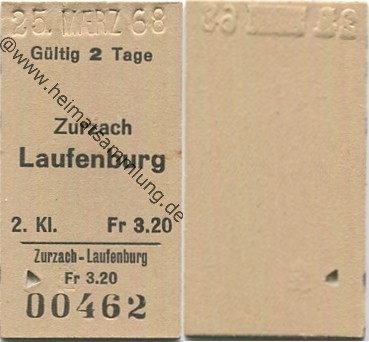 25. MERZ 68
Gültig 2 Tage
Zurzach
Laufenburg
2. Kl. Fr 3.20
Zurzach-Laufenburg
Fr 3.20
00462
@www.heimatsammlung.de